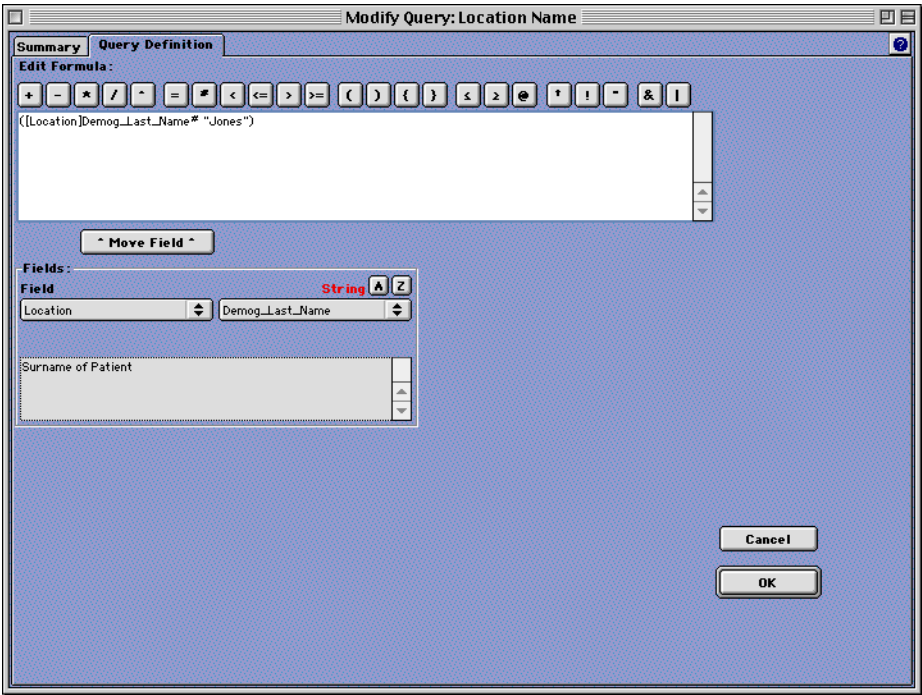 Modify Query: Location Name
Summary
Query Definition
?
Edit Formula:
+ - * / ^ = # < <= > >= ( ) { } ≤ ≥ @ † ! " & |
([Location]Demog_Last_Name# "Jones")
^ Move Field ^
Fields:
Field String A Z
Location Demog_Last_Name
Surname of Patient
Cancel
OK